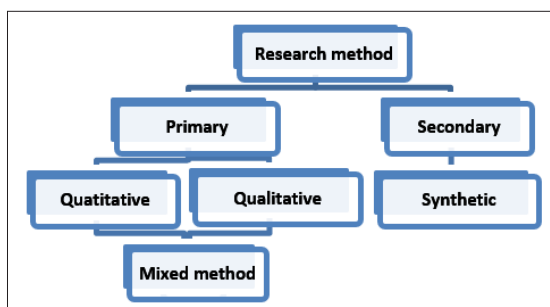 Research method
Primary
Secondary
Quatitative
Qualitative
Synthetic
Mixed method